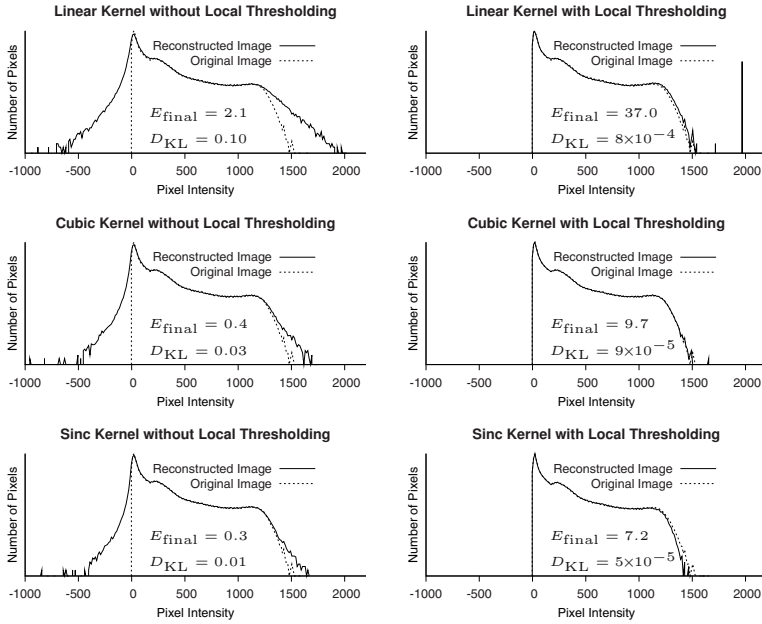 Linear Kernel without Local Thresholding
Number of Pixels
Reconstructed Image
Original Image
E_final = 2.1
D_KL = 0.10
-1000 -500 0 500 1000 1500 2000
Pixel Intensity
Linear Kernel with Local Thresholding
Number of Pixels
Reconstructed Image
Original Image
E_final = 37.0
D_KL = 8×10^-4
-1000 -500 0 500 1000 1500 2000
Pixel Intensity
Cubic Kernel without Local Thresholding
Number of Pixels
Reconstructed Image
Original Image
E_final = 0.4
D_KL = 0.03
-1000 -500 0 500 1000 1500 2000
Pixel Intensity
Cubic Kernel with Local Thresholding
Number of Pixels
Reconstructed Image
Original Image
E_final = 9.7
D_KL = 9×10^-5
-1000 -500 0 500 1000 1500 2000
Pixel Intensity
Sinc Kernel without Local Thresholding
Number of Pixels
Reconstructed Image
Original Image
E_final = 0.3
D_KL = 0.01
-1000 -500 0 500 1000 1500 2000
Pixel Intensity
Sinc Kernel with Local Thresholding
Number of Pixels
Reconstructed Image
Original Image
E_final = 7.2
D_KL = 5×10^-5
-1000 -500 0 500 1000 1500 2000
Pixel Intensity